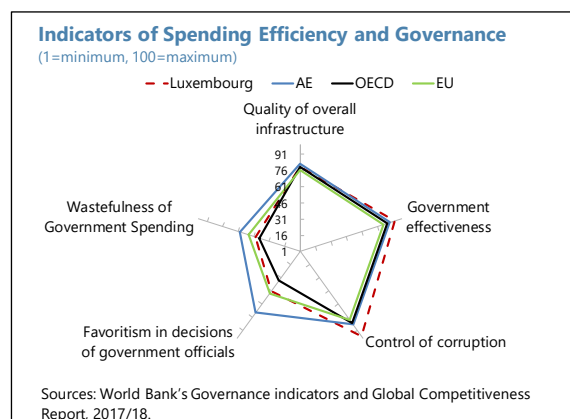 Indicators of Spending Efficiency and Governance
(1=minimum, 100=maximum)
Luxembourg AE OECD EU
Quality of overall
infrastructure
91
76
61
46
31
16
1
Government
effectiveness
Control of corruption
Favoritism in decisions
of government officials
Wastefulness of
Government Spending
Sources: World Bank's Governance indicators and Global Competitiveness
Report, 2017/18.